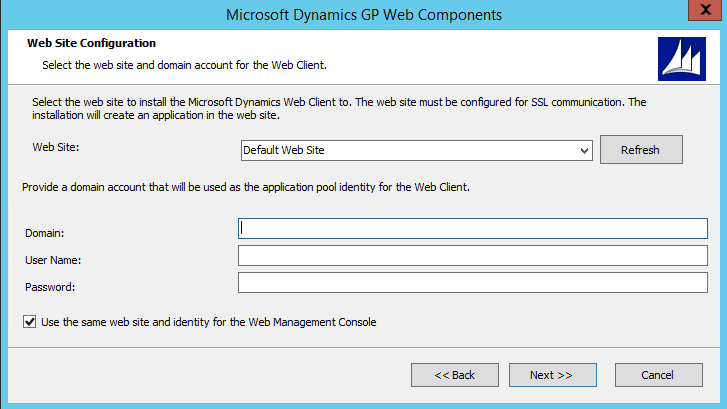 Microsoft Dynamics GP Web Components
Web Site Configuration
Select the web site and domain account for the Web Client.
Select the web site to install the Microsoft Dynamics Web Client to. The web site must be configured for SSL communication. The
installation will create an application in the web site.
Web Site:
Default Web Site
Refresh
Provide a domain account that will be used as the application pool identity for the Web Client.
Domain:
User Name:
Password:
Use the same web site and identity for the Web Management Console
<< Back
Next >>
Cancel